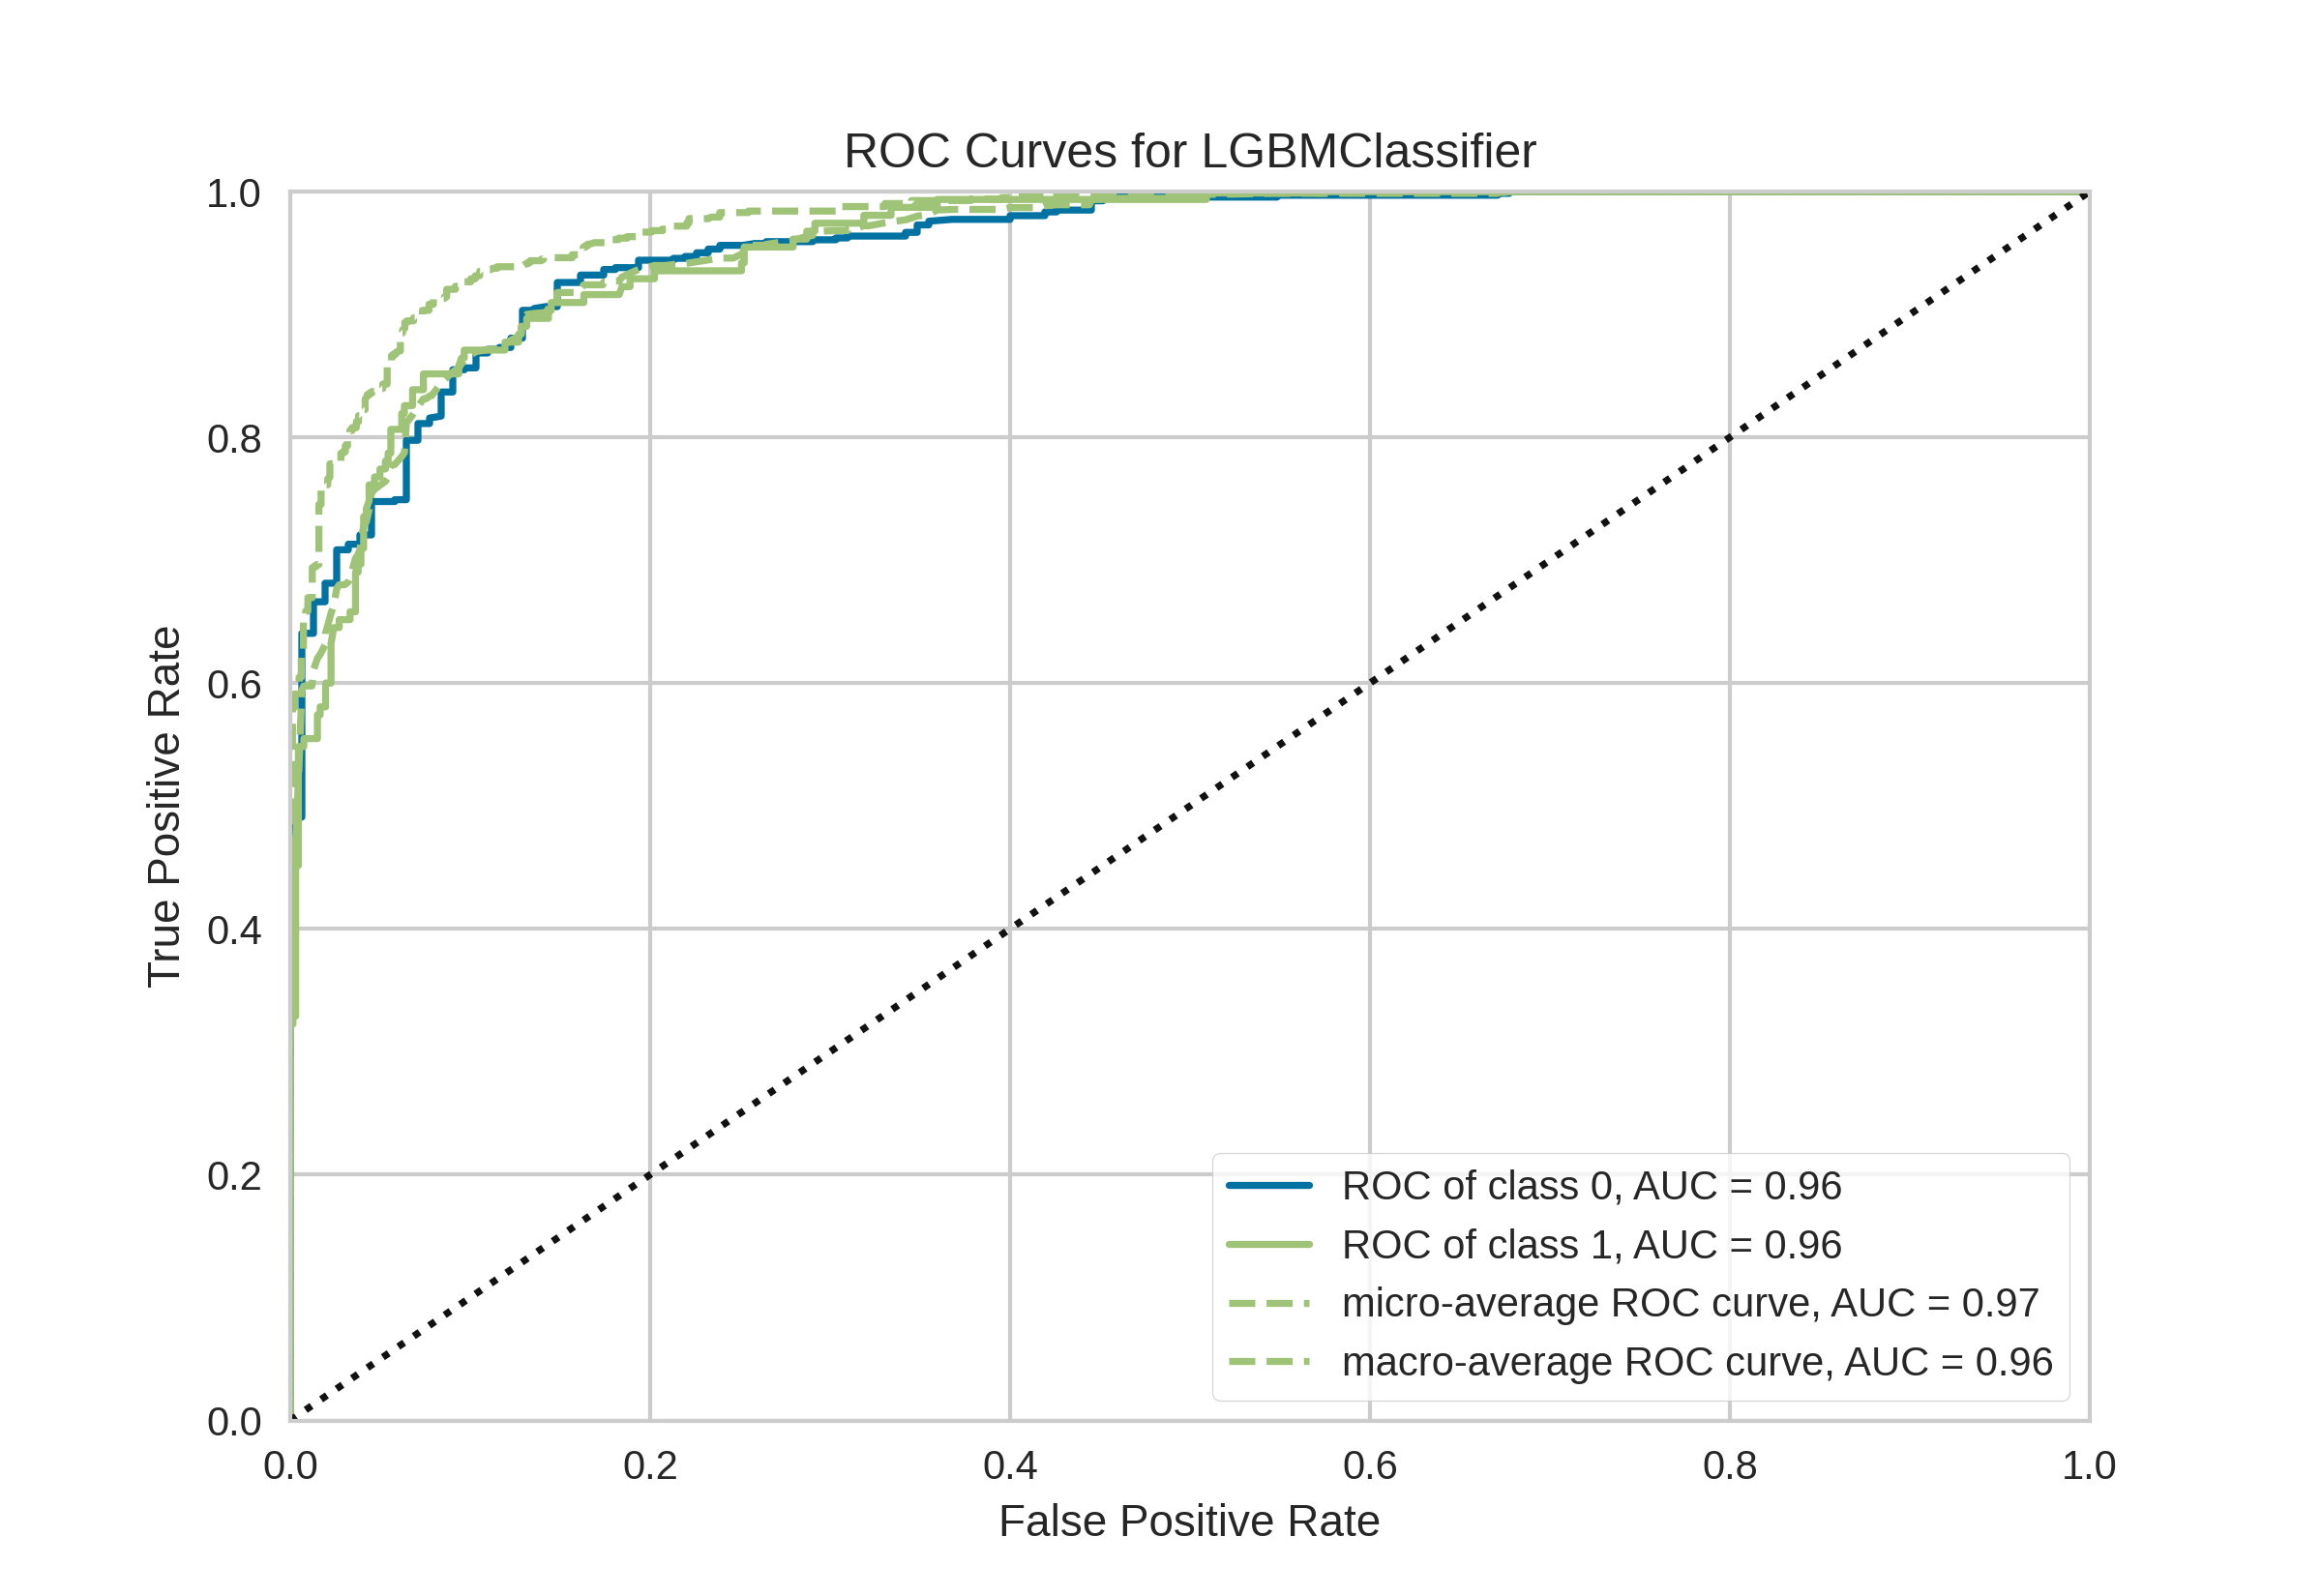 ROC Curves for LGBMClassifier
1.0
0.8
0.6
0.4
0.2
0.0
True Positive Rate
ROC of class 0, AUC = 0.96
ROC of class 1, AUC = 0.96
micro-average ROC curve, AUC = 0.97
macro-average ROC curve, AUC = 0.96
0.0 0.2 0.4 0.6 0.8 1.0
False Positive Rate